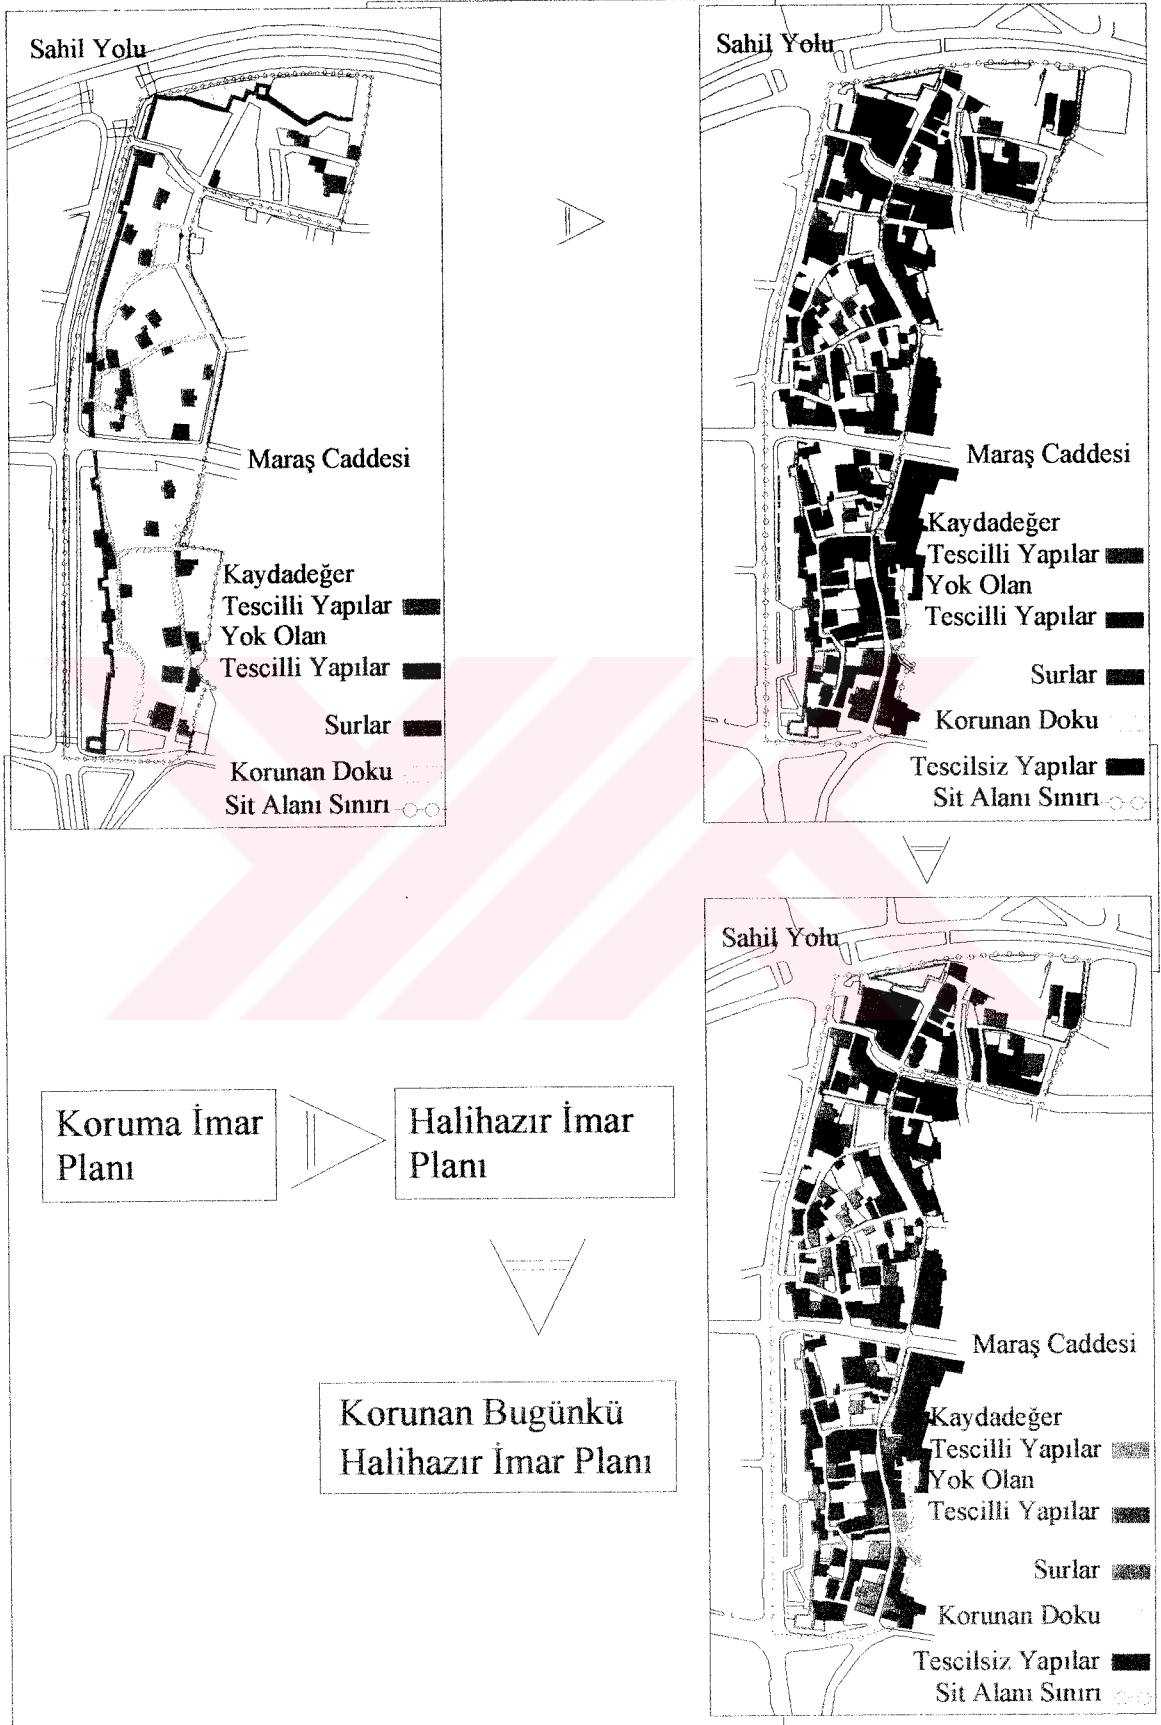 Sahil Yolu
Maraş Caddesi
Kaydadeğer
Tescilli Yapılar
Yok Olan
Tescilli Yapılar
Surlar
Korunan Doku
Sit Alanı Sınırı
Sahil Yolu
Maraş Caddesi
Kaydadeğer
Tescilli Yapılar
Yok Olan
Tescilli Yapılar
Surlar
Korunan Doku
Tescilsiz Yapılar
Sit Alanı Sınırı
Sahil Yolu
Maraş Caddesi
Kaydadeğer
Tescilli Yapılar
Yok Olan
Tescilli Yapılar
Surlar
Korunan Doku
Tescilsiz Yapılar
Sit Alanı Sınırı
Koruma İmar
Planı
Halihazır İmar
Planı
Korunan Bugünkü
Halihazır İmar Planı